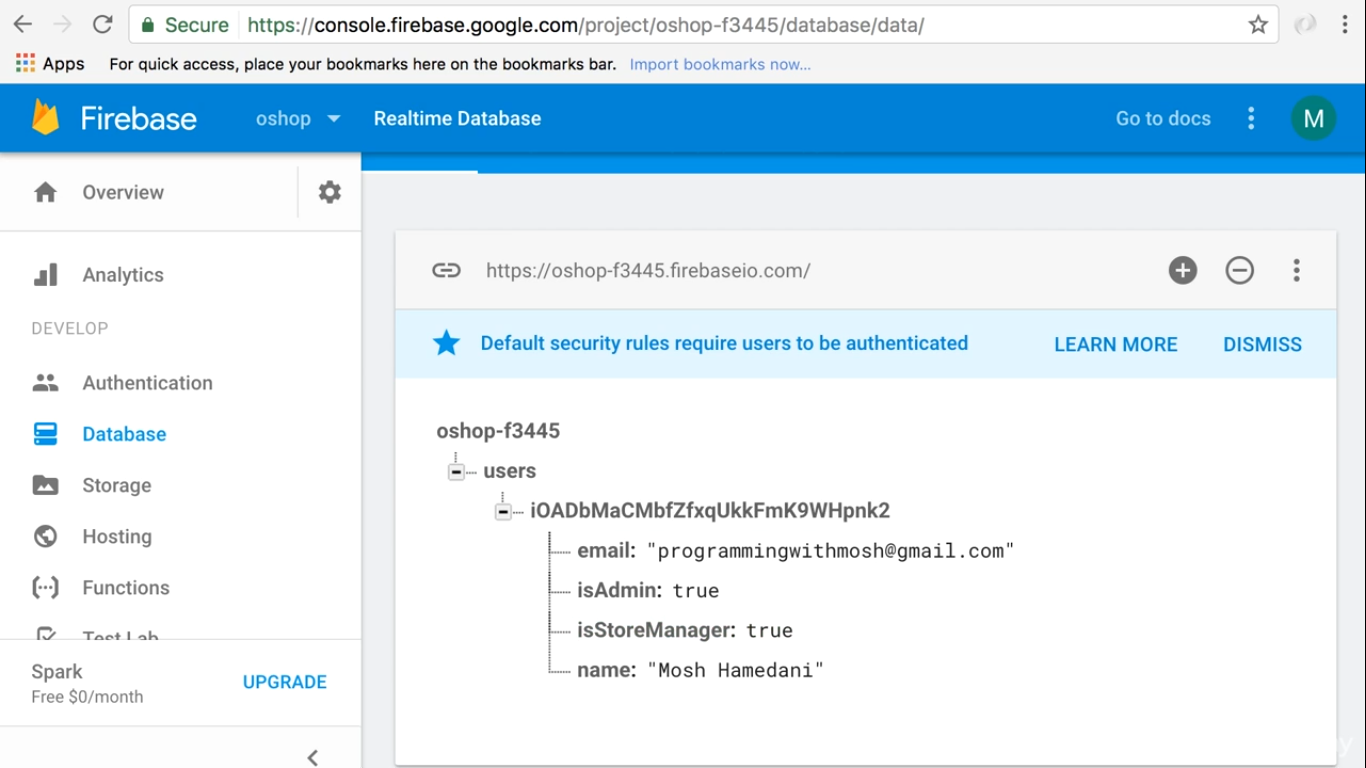 Secure https://console.firebase.google.com/project/oshop-f3445/database/data/
Apps For quick access, place your bookmarks here on the bookmarks bar. Import bookmarks now...
Firebase oshop Realtime Database Go to docs M
Overview
Analytics
DEVELOP
Authentication
Database
Storage
Hosting
Functions
Test Lab
Spark
Free $0/month
UPGRADE
https://oshop-f3445.firebaseio.com/
Default security rules require users to be authenticated LEARN MORE DISMISS
oshop-f3445
users
iOADbMaCMbfZfxqUkkFmK9WHpnk2
email: "programmingwithmosh@gmail.com"
isAdmin: true
isStoreManager: true
name: "Mosh Hamedani"